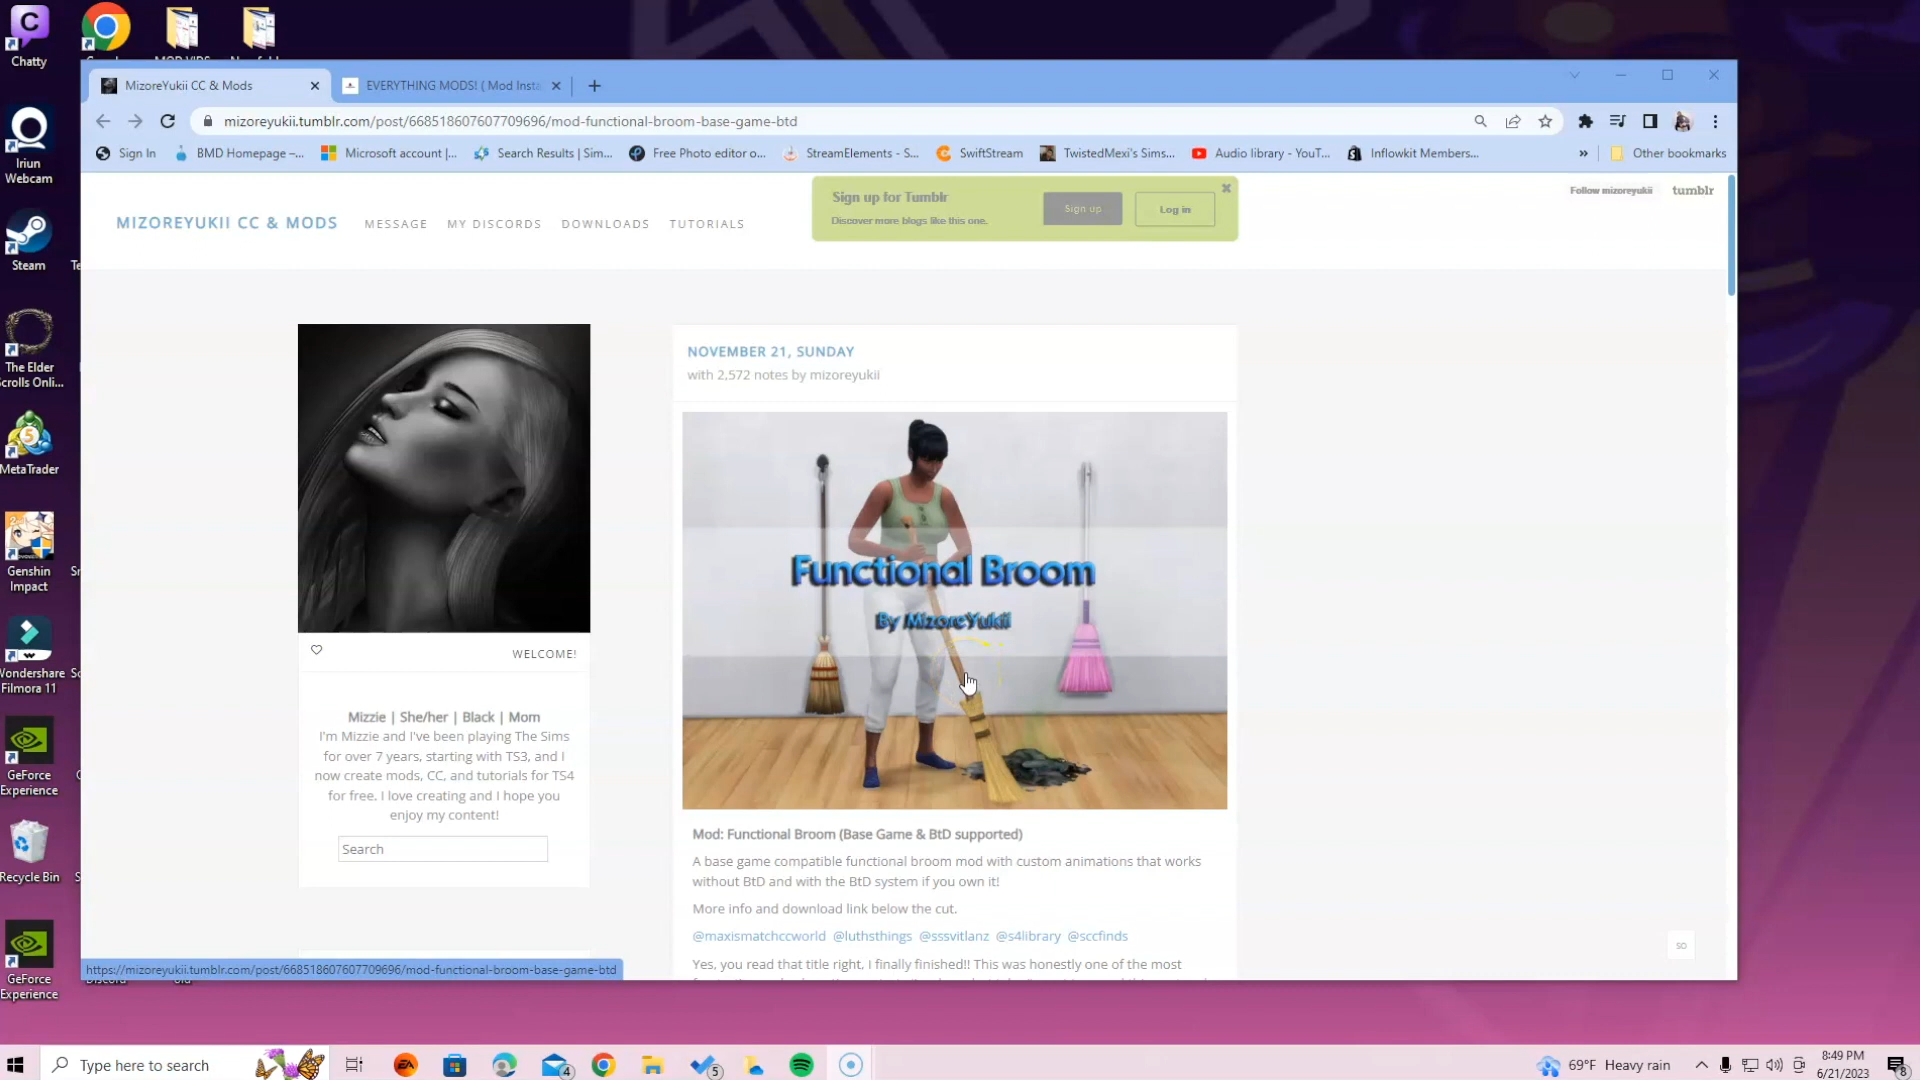 Chatty
Iriun
Webcam
Steam
The Elder
Scrolls Onli...
MetaTrader
Genshin
Impact
Wondershare
Filmora 11
GeForce
Experience
Recycle Bin
GeForce
Experience
MizoreYukii CC & Mods
EVERYTHING MODS! ( Mod Insta
mizoreyukii.tumblr.com/post/668518607607709696/mod-functional-broom-base-game-btd
Sign In
BMD Homepage –...
Microsoft account |...
Search Results | Sim...
Free Photo editor o...
StreamElements - S...
SwiftStream
TwistedMexi's Sims...
Audio library - YouT...
Inflowkit Members...
»
Other bookmarks
MIZOREYUKII CC & MODS
MESSAGE
MY DISCORDS
DOWNLOADS
TUTORIALS
Sign up for Tumblr
Discover more blogs like this one.
Sign up
Log in
Follow mizoreyukii
tumblr
NOVEMBER 21, SUNDAY
with 2,572 notes by mizoreyukii
Functional Broom
By MizoreYukii
WELCOME!
Mizzie | She/her | Black | Mom
I'm Mizzie and I've been playing The Sims
for over 7 years, starting with TS3, and I
now create mods, CC, and tutorials for TS4
for free. I love creating and I hope you
enjoy my content!
Search
Mod: Functional Broom (Base Game & BtD supported)
A base game compatible functional broom mod with custom animations that works
without BtD and with the BtD system if you own it!
More info and download link below the cut.
@maxismatchccworld @luthsthings @sssvitlanz @s4library @sccfinds
Yes, you read that title right, I finally finished!! This was honestly one of the most
https://mizoreyukii.tumblr.com/post/668518607607709696/mod-functional-broom-base-game-btd
Type here to search
4
5
69°F Heavy rain
8:49 PM
6/21/2023
8